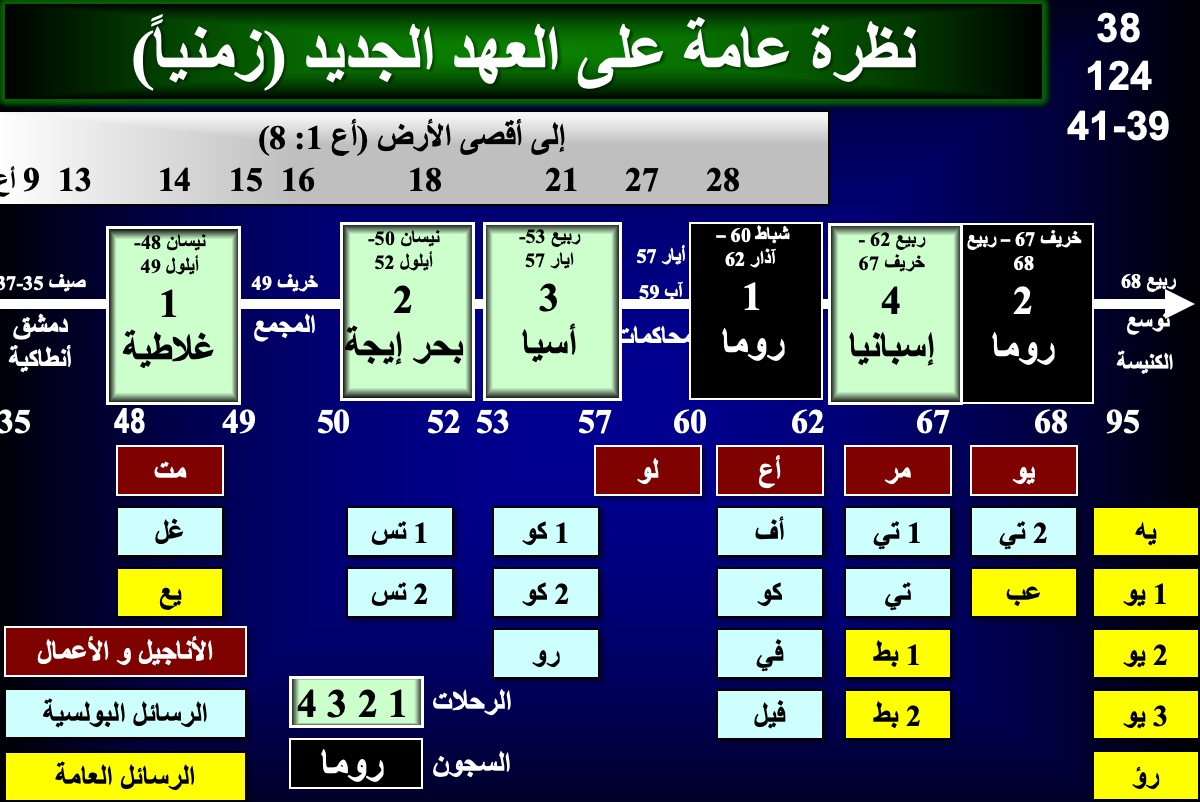 نظرة عامة على العهد الجديد (زمنياً)
38
124
41-39
إلى أقصى الأرض (أع 1: 8)
أع 9 13 14 15 16 18 21 27 28
صيف 35-37
دمشق
أنطاكية
نيسان 48-
أيلول 49
1
غلاطية
خريف 49
المجمع
نيسان 50-
أيلول 52
2
بحر إيجة
ربيع 53-
ايار 57
3
أسيا
أيار 57
آب 59
محاكمات
شباط 60 –
آذار 62
1
روما
ربيع 62 -
خريف 67
4
إسبانيا
خريف 67 – ربيع
68
2
روما
ربيع 68
توسع
الكنيسة
35 48 49 50 52 53 57 60 62 67 68 95
مت
لو
أع
مر
يو
غل
1 تس
1 كو
أف
1 تي
2 تي
يه
يع
2 تس
2 كو
كو
تي
عب
1 يو
رو
في
1 بط
2 يو
فيل
2 بط
3 يو
رؤ
الأناجيل و الأعمال
الرسائل البولسية
الرسائل العامة
الرحلات
1 2 3 4
السجون
روما